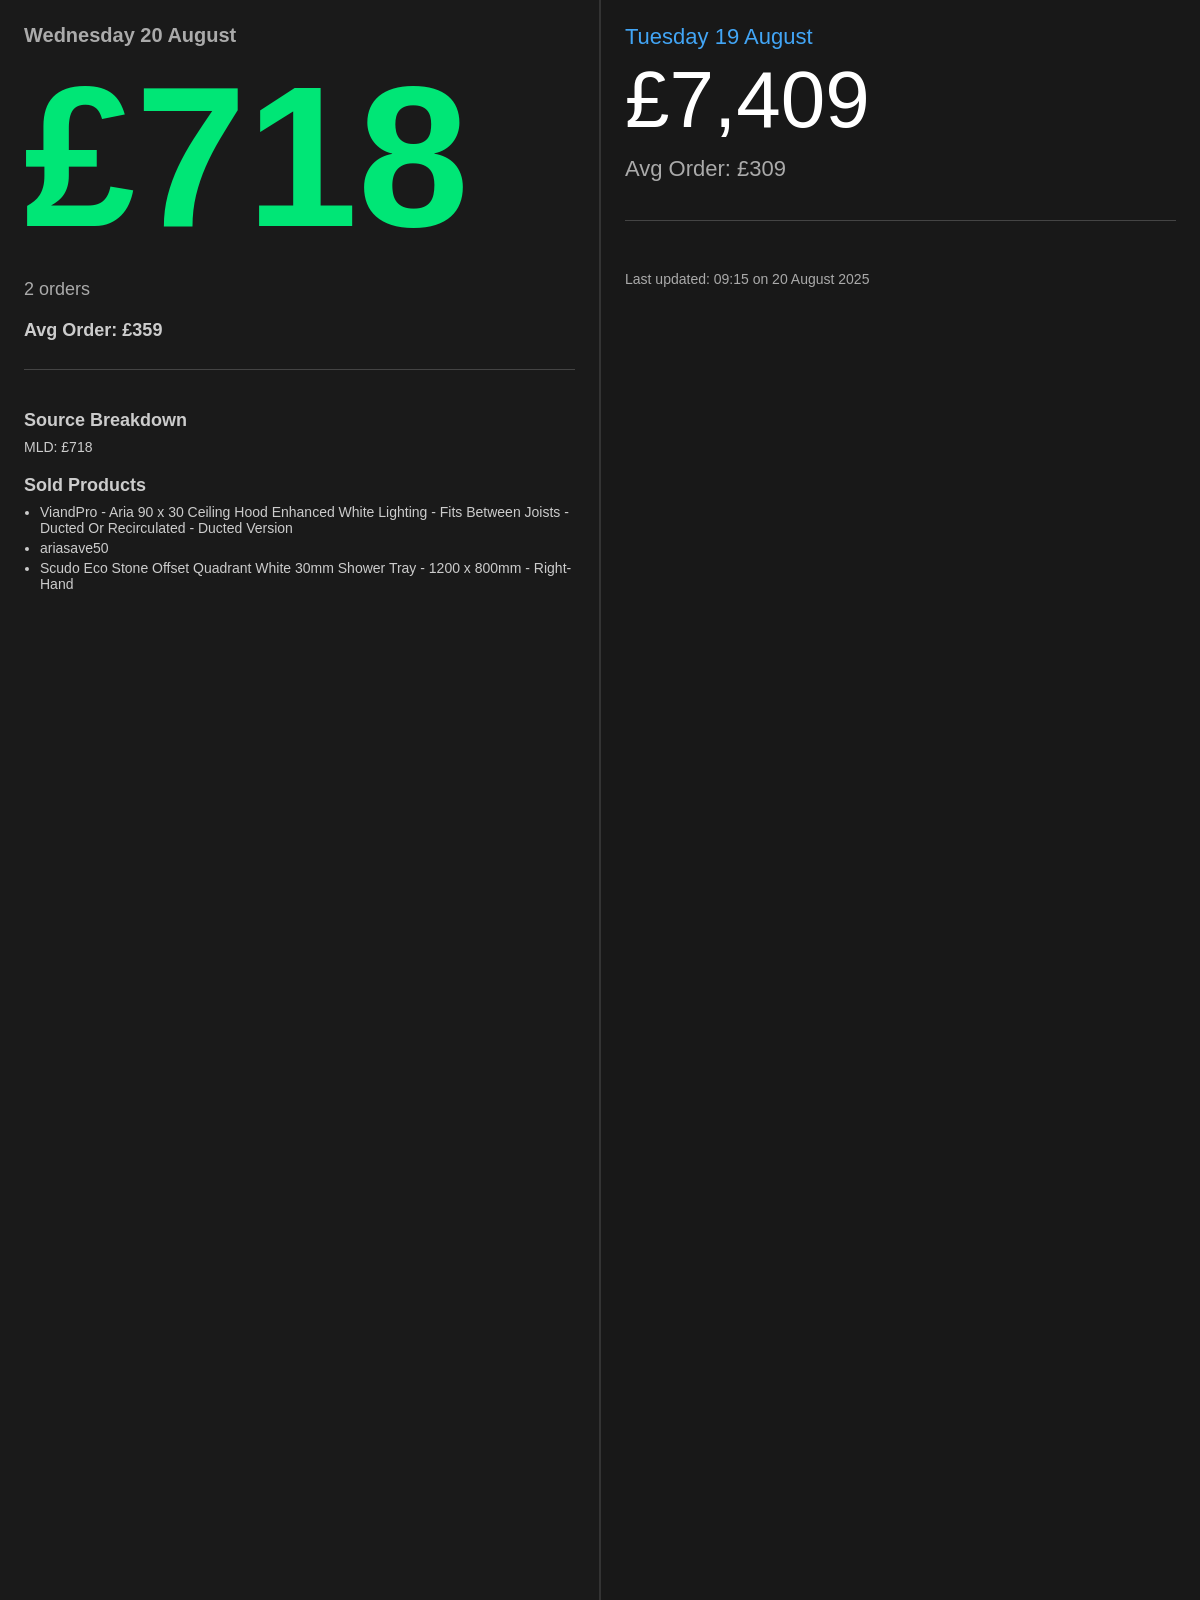 Wednesday 20 August
£718
2 orders
Avg Order: £359
Source Breakdown
MLD: £718
Sold Products
• ViandPro - Aria 90 x 30 Ceiling Hood Enhanced White Lighting - Fits Between Joists -
Ducted Or Recirculated - Ducted Version
• ariasave50
• Scudo Eco Stone Offset Quadrant White 30mm Shower Tray - 1200 x 800mm - Right-
Hand
Tuesday 19 August
£7,409
Avg Order: £309
Last updated: 09:15 on 20 August 2025